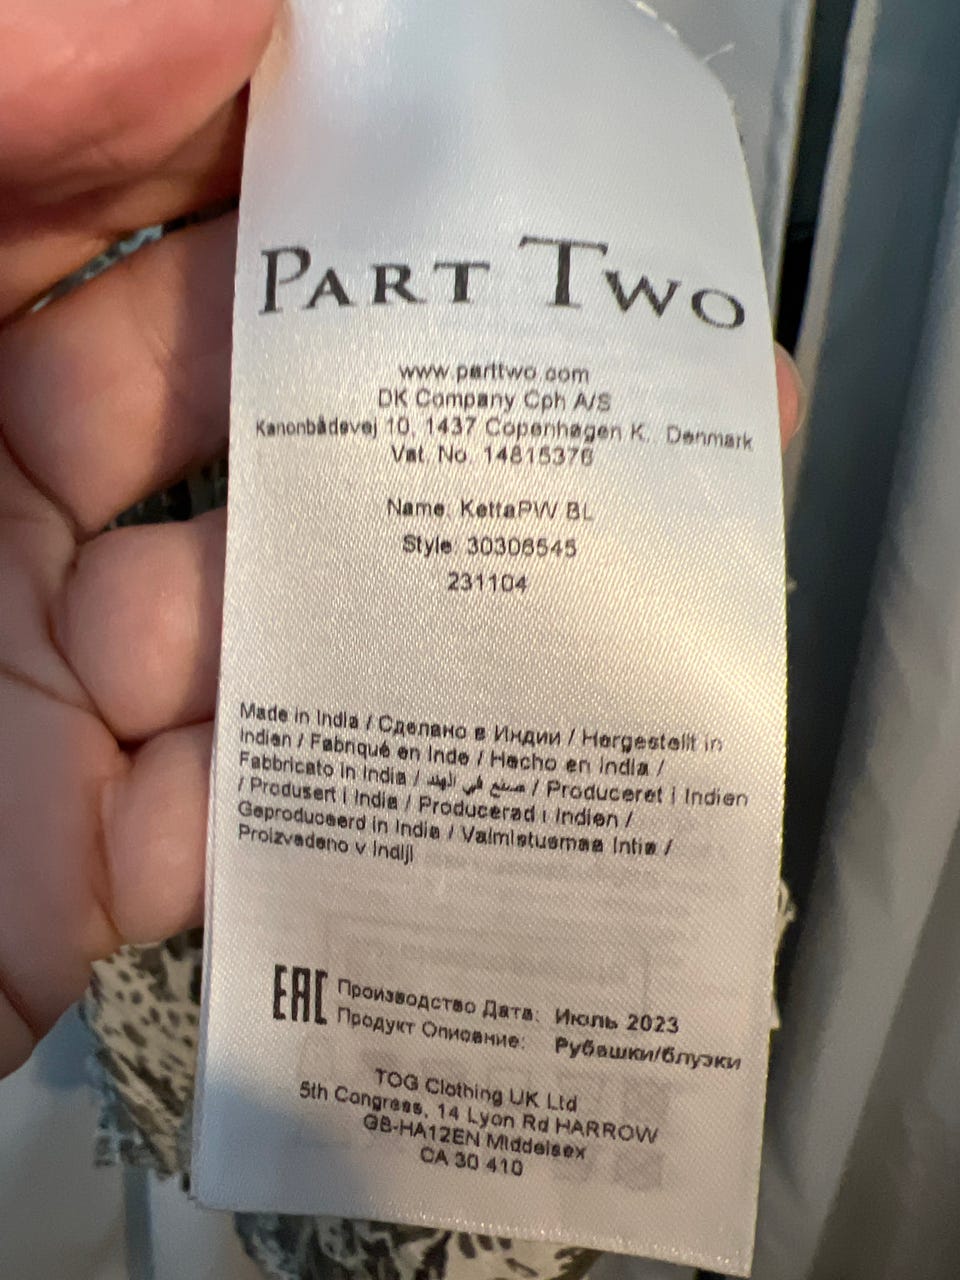 PART TWO
www.parttwo.com
DK Company Cph A/S
Kanonbådsvej 10, 1437 Copenhagen K., Denmark
Vat. No. 14815376
Name: KettaPW BL
Style: 30306545
231104
Made in India / Сделано в Индии / Hergestellt in
Indien / Fabriqué en Inde / Hecho en India /
Fabbricato in India / صنع في الهند / Produceret i Indien
/ Produsert i India / Producerad i Indien /
Geproduceerd in India / Valmistusmaa Intia /
Proizvedeno v Indiji
EAC Производство Дата: Июль 2023
Продукт Описание: Рубашки/блузки
TOG Clothing UK Ltd
5th Congress, 14 Lyon Rd HARROW
GB-HA12EN Middelsex
CA 30 410